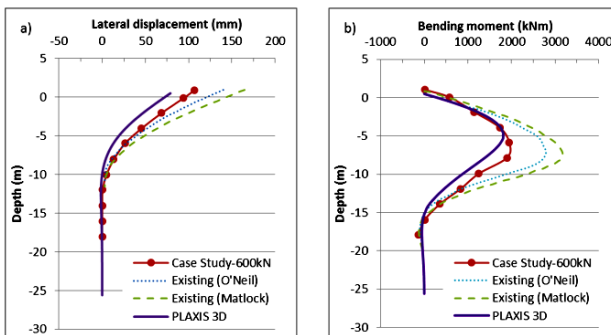 a)
Lateral displacement (mm)
-50 0 50 100 150 200
5
0
-5
-10
-15
-20
-25
-30
Depth (m)
Case Study-600kN
Existing (O'Neil)
Existing (Matlock)
PLAXIS 3D
b)
Bending moment (kNm)
-1000 0 1000 2000 3000 4000
5
0
-5
-10
-15
-20
-25
-30
Depth (m)
Case Study-600kN
Existing (O'Neil)
Existing (Matlock)
PLAXIS 3D